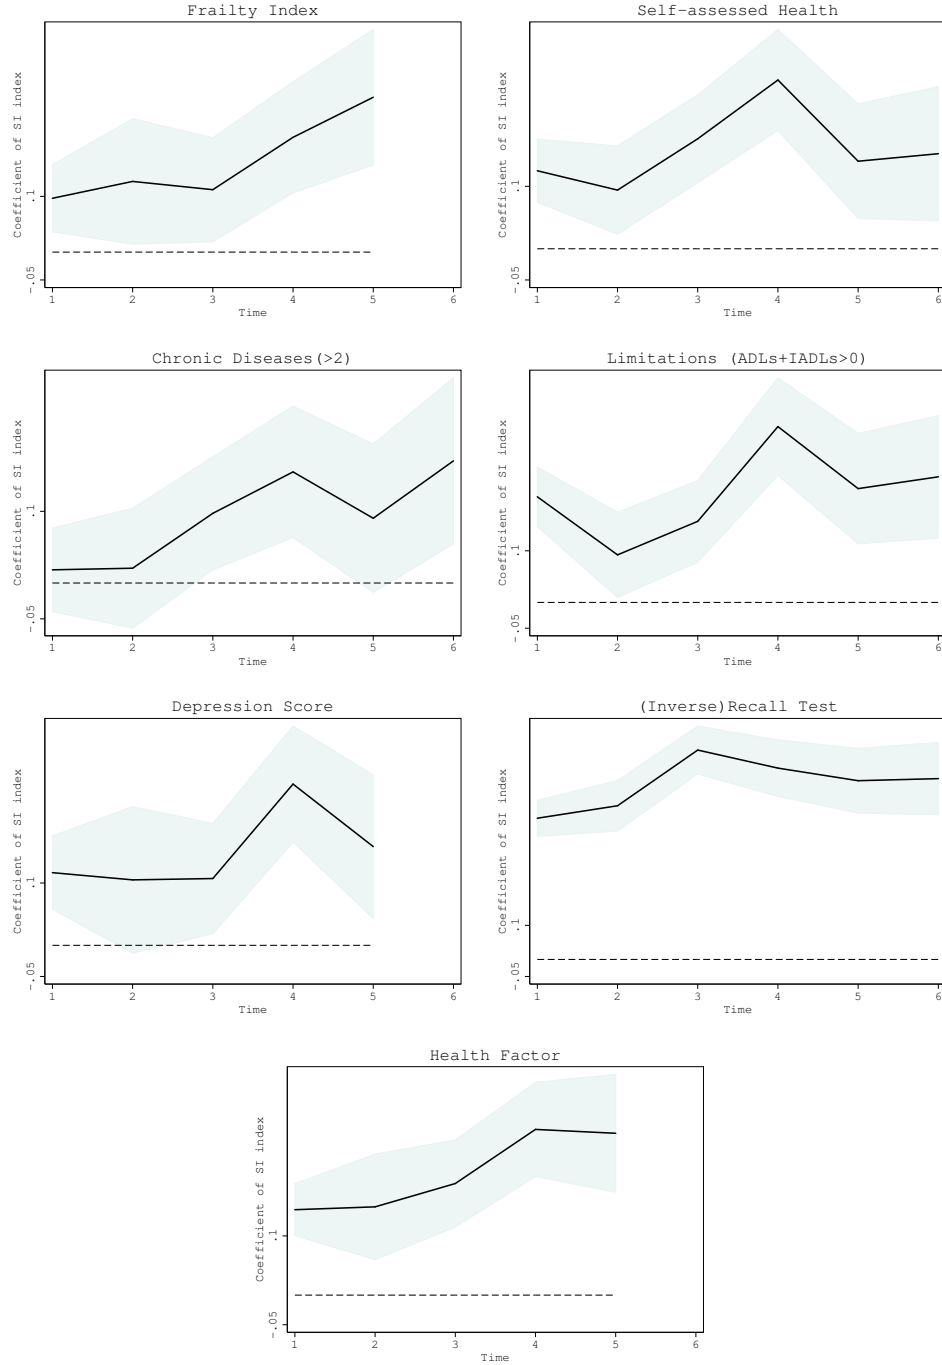 Frailty Index
Coefficient of SI index
.1
-.05
1 2 3 4 5 6
Time
Self-assessed Health
Coefficient of SI index
.1
-.05
1 2 3 4 5 6
Time
Chronic Diseases(>2)
Coefficient of SI index
.1
-.05
1 2 3 4 5 6
Time
Limitations (ADLs+IADLs>0)
Coefficient of SI index
.1
-.05
1 2 3 4 5 6
Time
Depression Score
Coefficient of SI index
.1
-.05
1 2 3 4 5 6
Time
(Inverse)Recall Test
Coefficient of SI index
.1
-.05
1 2 3 4 5 6
Time
Health Factor
Coefficient of SI index
.1
-.05
1 2 3 4 5 6
Time